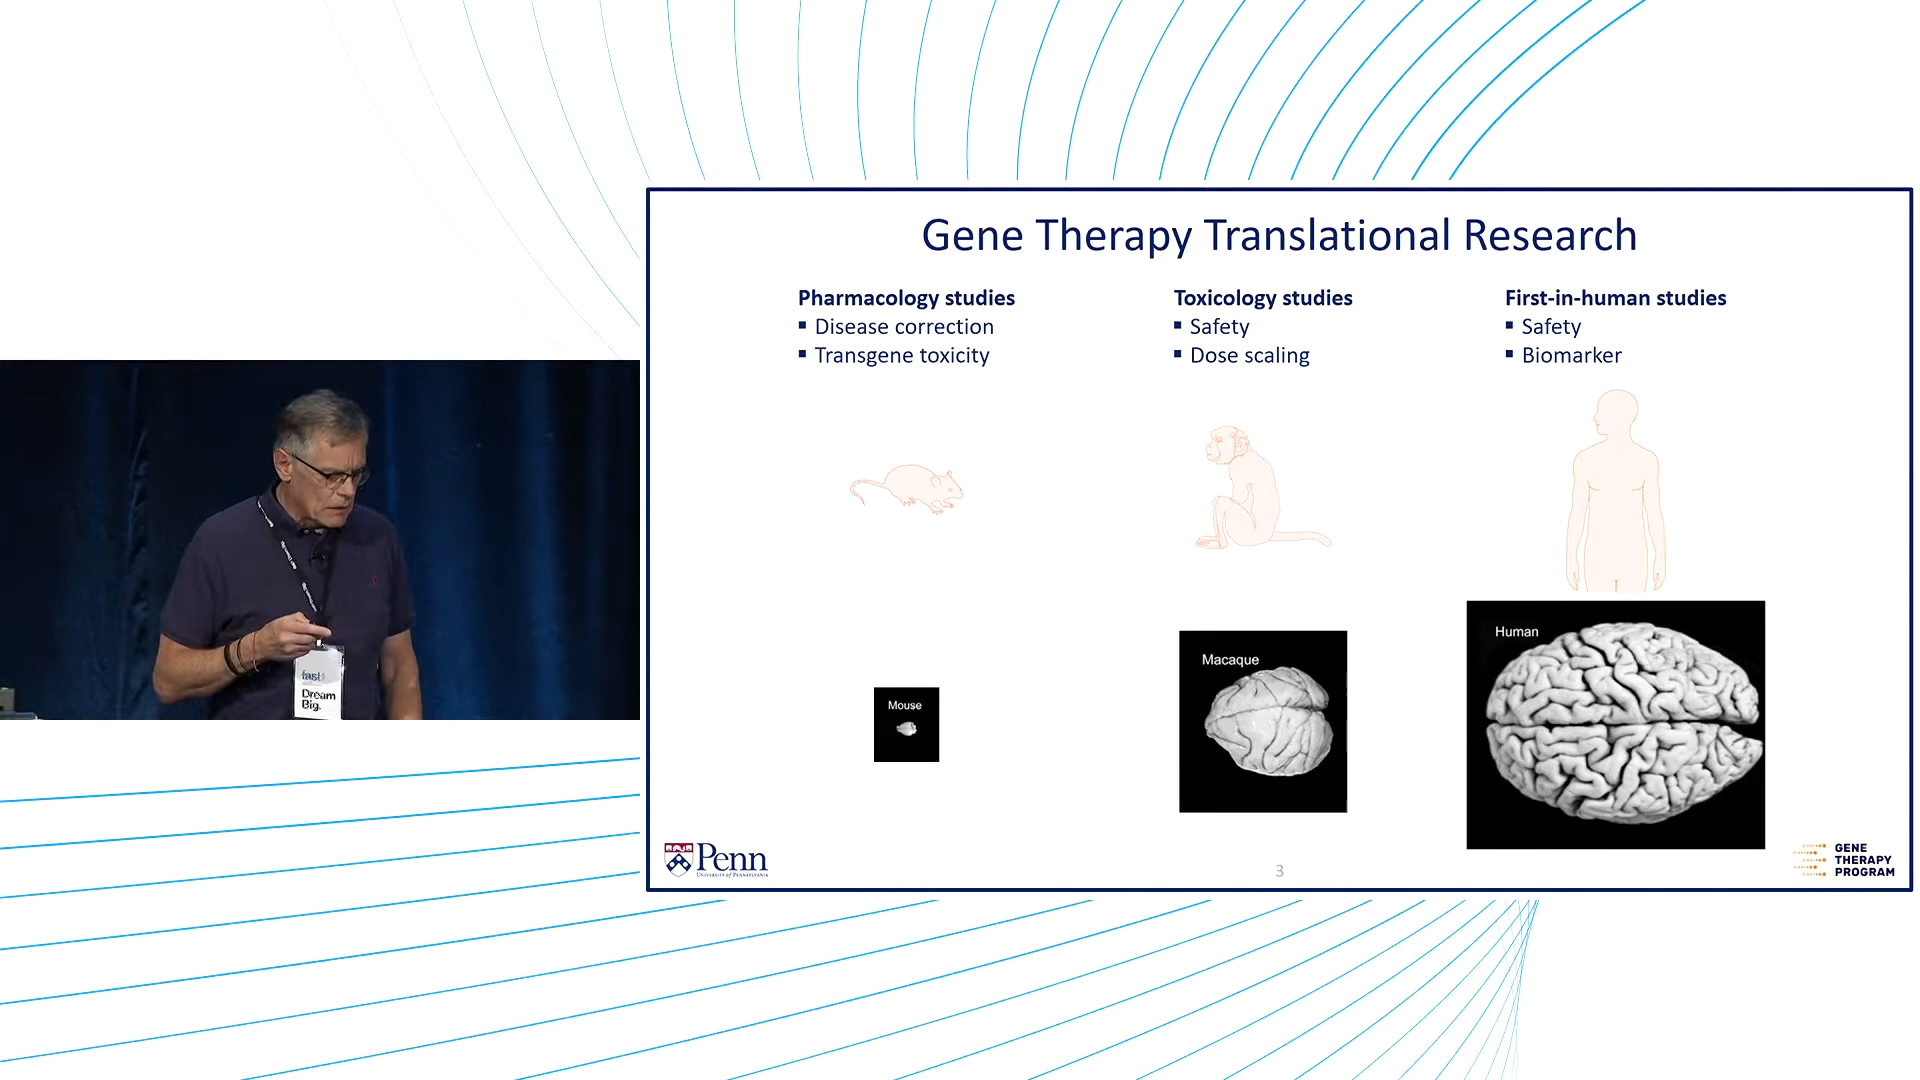 Gene Therapy Translational Research
Pharmacology studies
▪ Disease correction
▪ Transgene toxicity
Toxicology studies
▪ Safety
▪ Dose scaling
First-in-human studies
▪ Safety
▪ Biomarker
Mouse
Macaque
Human
Penn
UNIVERSITY of PENNSYLVANIA
3
GENE
THERAPY
PROGRAM
fast
Dream
Big.